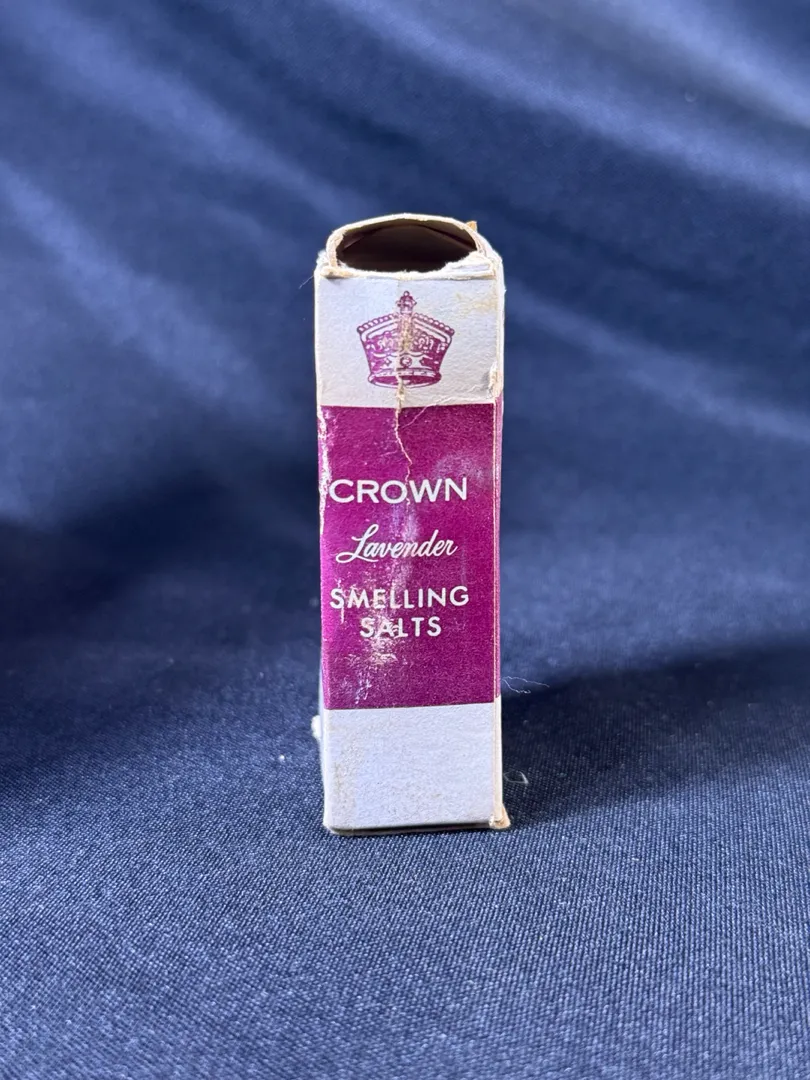 CROWN
Lavender
SMELLING
SALTS